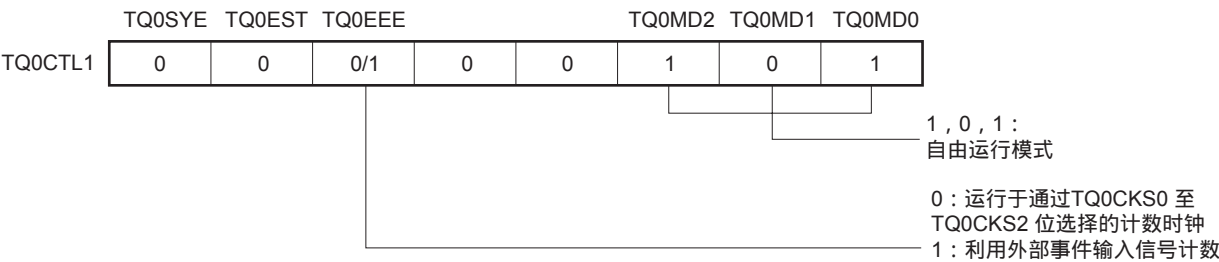 TQ0SYE TQ0EST TQ0EEE TQ0MD2 TQ0MD1 TQ0MD0
TQ0CTL1 0 0 0/1 0 0 1 0 1
1，0，1：
自由运行模式
0：运行于通过TQ0CKS0 至
TQ0CKS2 位选择的计数时钟
1：利用外部事件输入信号计数